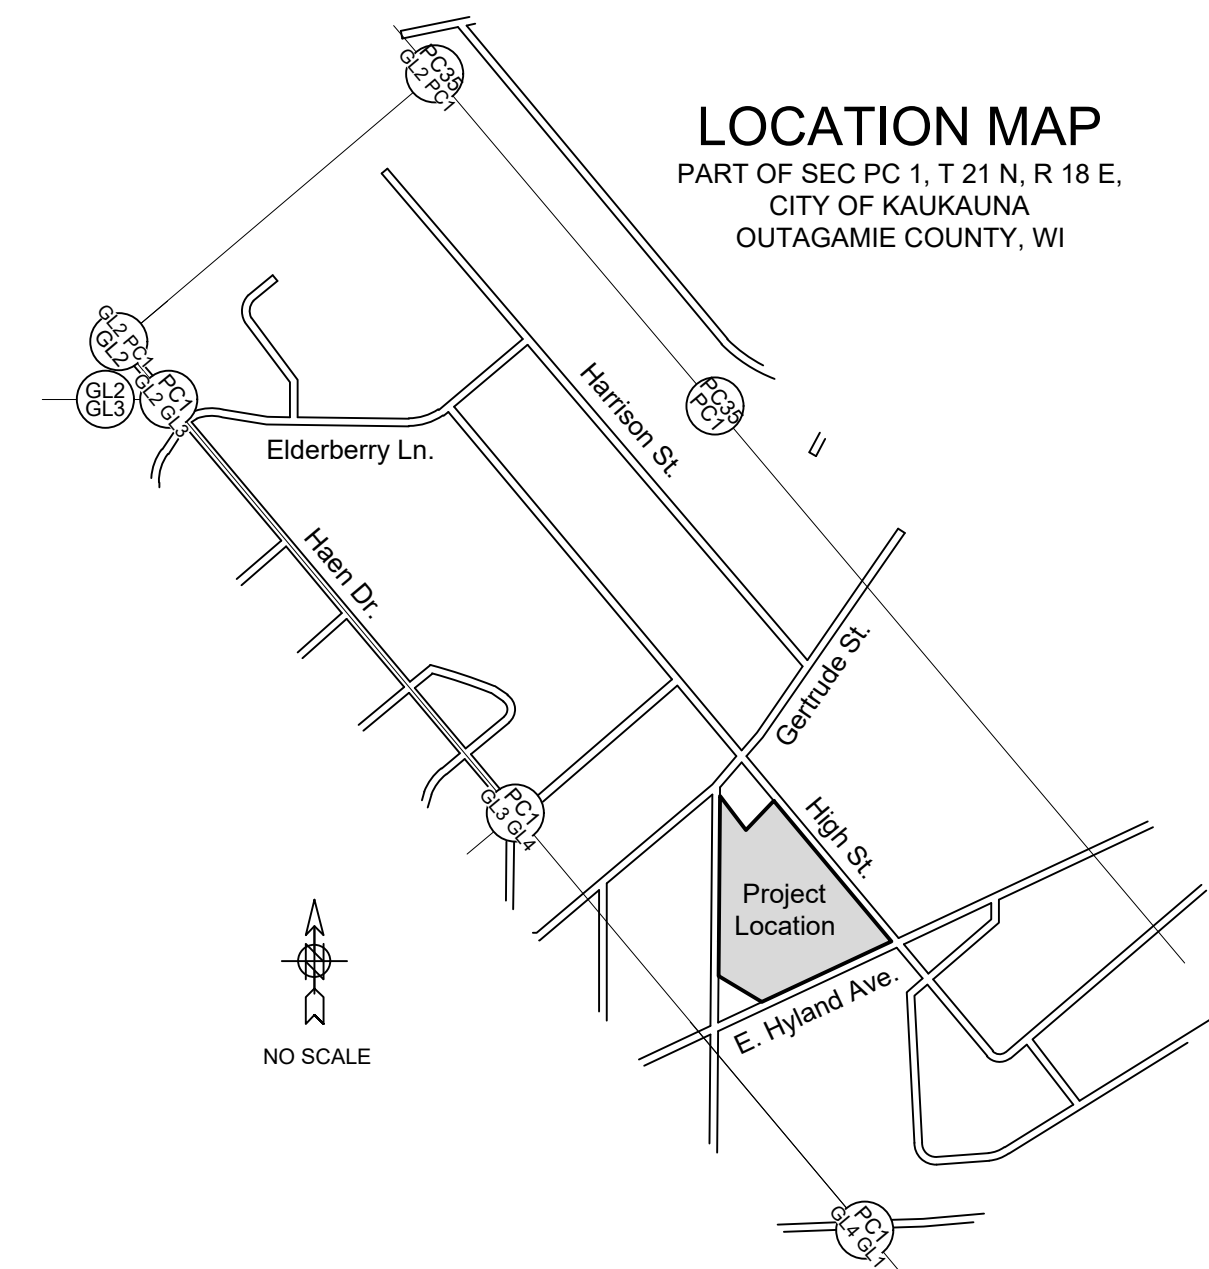 PC35
GL2 PC1
LOCATION MAP
PART OF SEC PC 1, T 21 N, R 18 E,
CITY OF KAUKAUNA
OUTAGAMIE COUNTY, WI
GL2 PC1
GL2
GL2
GL3
PC1
GL2 GL3
PC35
PC1
Harrison St.
Elderberry Ln.
Haen Dr.
Gertrude St.
PC1
GL3 GL4
High St.
Project
Location
E. Hyland Ave.
NO SCALE
PC1
GL4 GL1